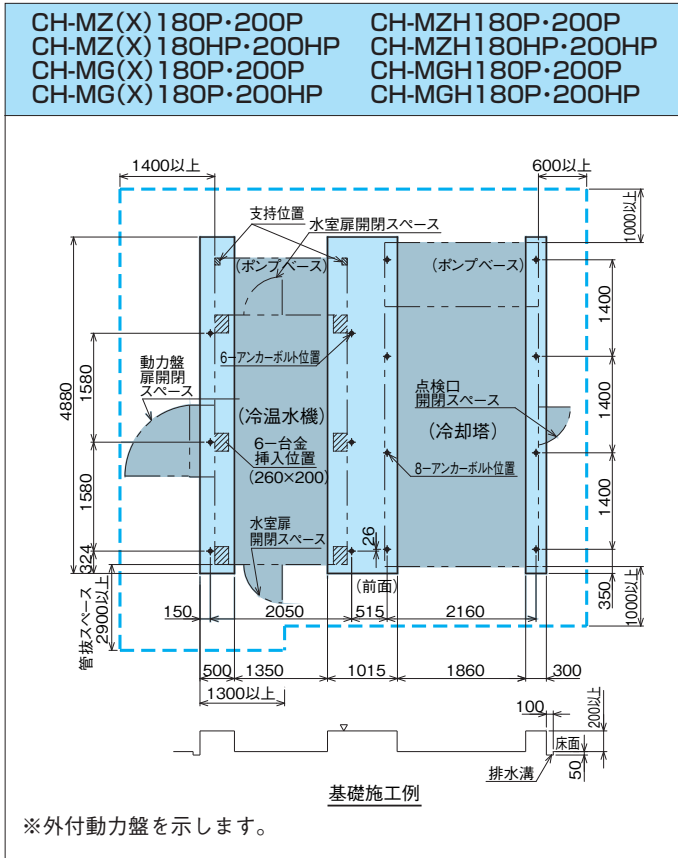 CH-MZ(X)180P・200P CH-MZH180P・200P
CH-MZ(X)180HP・200HP CH-MZH180HP・200HP
CH-MG(X)180P・200P CH-MGH180P・200P
CH-MG(X)180P・200HP CH-MGH180P・200HP
1400以上
600以上
支持位置
水室扉開閉スペース
1000以上
(ポンプベース)
(ポンプベース)
1400
6-アンカーボルト位置
動力盤
扉開閉
スペース
1580
4880
点検口
開閉スペース
1400
(冷温水機)
(冷却塔)
6-台金
挿入位置
(260×200)
8-アンカーボルト位置
1580
1400
水室扉
開閉スペース
26
324
(前面)
350
管抜スペース
2900以上
1000以上
150
2050
515
2160
500
1350
1015
1860
300
1300以上
100
200以上
床面
50
排水溝
基礎施工例
※外付動力盤を示します。